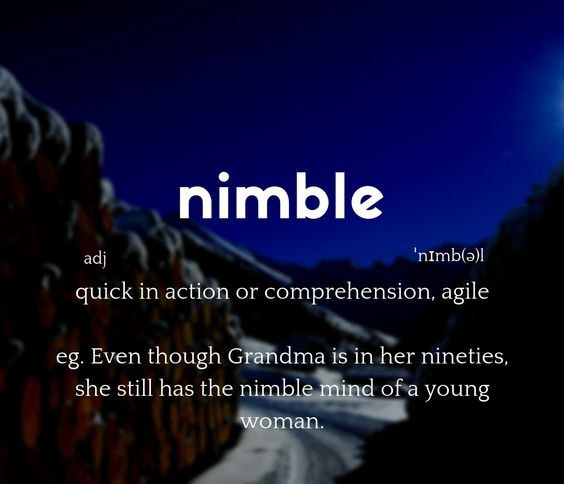 nimble
adj
ˈnɪmb(ə)l
quick in action or comprehension, agile
eg. Even though Grandma is in her nineties,
she still has the nimble mind of a young
woman.